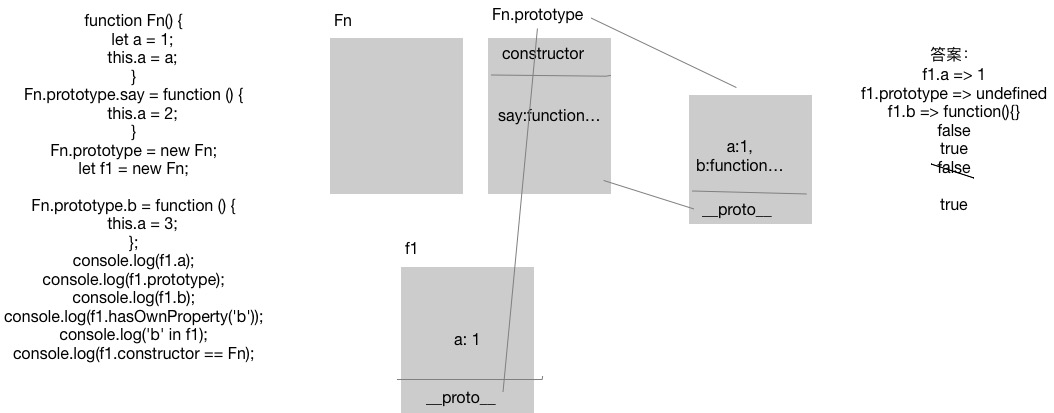 function Fn() {
let a = 1;
this.a = a;
}
Fn.prototype.say = function () {
this.a = 2;
}
Fn.prototype = new Fn;
let f1 = new Fn;
Fn.prototype.b = function () {
this.a = 3;
};
console.log(f1.a);
console.log(f1.prototype);
console.log(f1.b);
console.log(f1.hasOwnProperty('b'));
console.log('b' in f1);
console.log(f1.constructor == Fn);
Fn
Fn.prototype
constructor
say:function…
a:1,
b:function…
__proto__
f1
a: 1
__proto__
答案：
f1.a => 1
f1.prototype => undefined
f1.b => function(){}
false
true
false
true